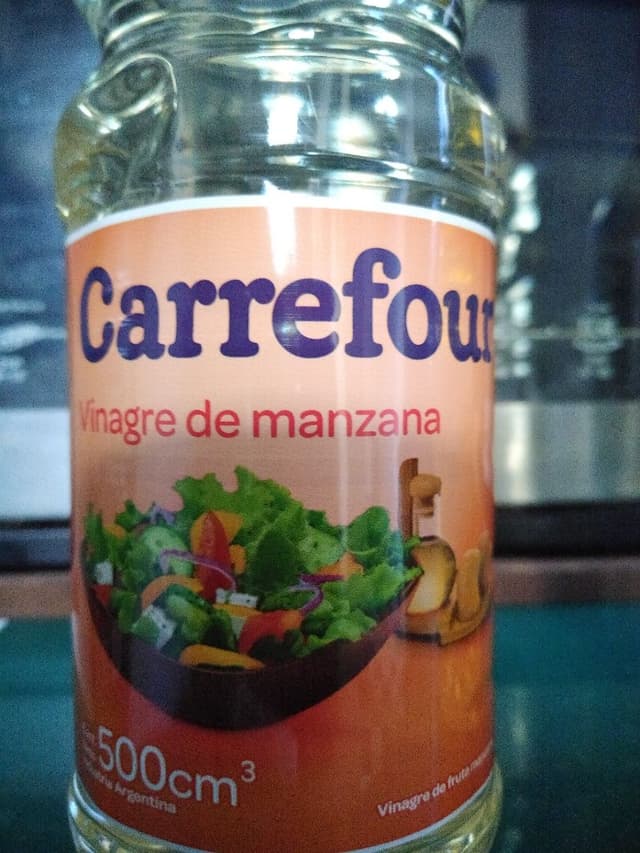 Carrefour
Vinagre de manzana
500cm³
Industria Argentina
Vinagre de fruta